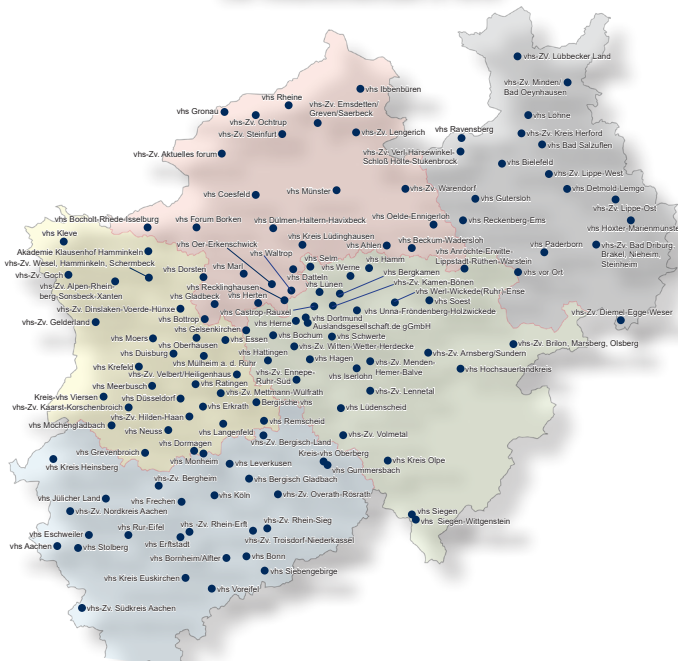 vhs-ZV. Lübbecker Land
vhs-Zv. Minden/
Bad Oeynhausen
vhs Ibbenbüren
vhs Rheine
vhs-Zv. Emsdetten/
Greven/Saerbeck
vhs Gronau
vhs-Zv. Ochtrup
vhs-Zv. Steinfurt
vhs-Zv. Lengerich
vhs Ravensberg
vhs Löhne
vhs-Zv. Kreis Herford
vhs Bad Salzuflen
vhs-Zv. Aktuelles forum
vhs-Zv. Verl-Harsewinkel-
Schloß Holte-Stukenbrock
vhs Bielefeld
vhs-Zv. Lippe-West
vhs Detmold-Lemgo
vhs-Zv. Lippe-Ost
vhs Coesfeld
vhs Münster
vhs-Zv. Warendorf
vhs Gütersloh
vhs Bocholt-Rhede-Isselburg
vhs Forum Borken
vhs Dülmen-Haltern-Havixbeck
vhs Oelde-Ennigerloh
vhs Reckenberg-Ems
vhs Höxter-Marienmünster
vhs Kleve
vhs Oer-Erkenschwick
vhs Kreis Lüdinghausen
vhs Ahlen
vhs Beckum-Wadersloh
vhs Paderborn
vhs-Zv. Bad Driburg,
Brakel, Nieheim,
Steinheim
Akademie Klausenhof Hamminkeln
vhs Waltrop
vhs Anröchte-Erwitte-
Lippstadt-Rüthen-Warstein
vhs-Zv. Wesel, Hamminkeln, Schermbeck
vhs Dorsten
vhs Marl
vhs Selm
vhs Hamm
vhs-Zv. Goch
vhs Datteln
vhs Werne
vhs Bergkamen
vhs vor Ort
vhs-Zv. Alpen-Rhein-
berg-Sonsbeck-Xanten
vhs Recklinghausen
vhs Lünen
vhs-Zv. Kamen-Bönen
vhs Gladbeck
vhs Herten
vhs Werl-Wickede(Ruhr)-Ense
vhs Soest
vhs-Zv. Dinslaken-Voerde-Hünxe
vhs Castrop-Rauxel
vhs Unna-Fröndenberg-Holzwickede
vhs-Zv. Diemel-Egge-Weser
vhs-Zv. Gelderland
vhs Bottrop
vhs Herne
vhs Dortmund
Auslandsgesellschaft.de gGmbH
vhs Gelsenkirchen
vhs Moers
vhs Essen
vhs Bochum
vhs Schwerte
vhs Oberhausen
vhs-Zv. Witten-Wetter-Herdecke
vhs-Zv. Brilon, Marsberg, Olsberg
vhs Duisburg
vhs Mülheim a. d. Ruhr
vhs Hattingen
vhs Hagen
vhs-Zv. Arnsberg/Sundern
vhs Krefeld
vhs-Zv. Velbert/Heiligenhaus
vhs-Zv. Ennepe-
Ruhr-Süd
vhs Iserlohn
vhs-Zv. Menden-
Hemer-Balve
vhs Hochsauerlandkreis
vhs Meerbusch
vhs Ratingen
vhs-Zv. Mettmann-Wülfrath
vhs-Zv. Lennetal
Kreis-vhs Viersen
vhs Düsseldorf
Bergische-vhs
vhs-Zv. Kaarst-Korschenbroich
vhs Erkrath
vhs Lüdenscheid
vhs-Zv. Hilden-Haan
vhs Remscheid
vhs Mönchengladbach
vhs Neuss
vhs Langenfeld
vhs-Zv. Bergisch-Land
vhs-Zv. Volmetal
vhs Grevenbroich
vhs Dormagen
vhs Monheim
Kreis-vhs Oberberg
vhs Kreis Olpe
vhs Kreis Heinsberg
vhs Leverkusen
vhs Gummersbach
vhs-Zv. Bergheim
vhs Bergisch Gladbach
vhs Jülicher Land
vhs Frechen
vhs Köln
vhs-Zv. Overath-Rösrath
vhs-Zv. Nordkreis Aachen
vhs Siegen
vhs Siegen-Wittgenstein
vhs Rur-Eifel
vhs-Zv. Rhein-Erft
vhs-Zv. Rhein-Sieg
vhs Eschweiler
vhs Erftstadt
vhs-Zv. Troisdorf-Niederkassel
vhs Aachen
vhs Stolberg
vhs Bornheim/Alfter
vhs Bonn
vhs Kreis Euskirchen
vhs Siebengebirge
vhs Voreifel
vhs-Zv. Südkreis Aachen